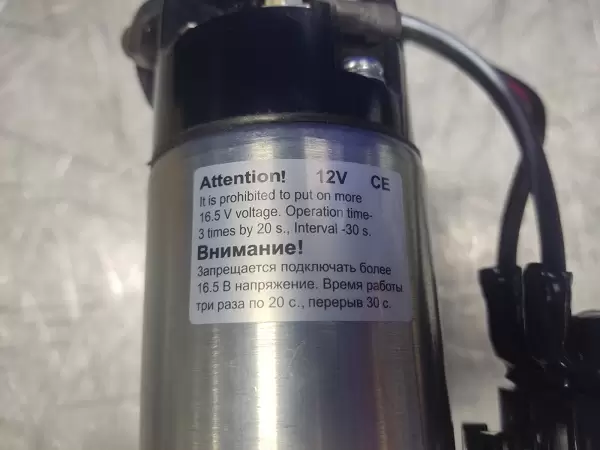 Attention! 12V CE
It is prohibited to put on more
16.5 V voltage. Operation time-
3 times by 20 s., Interval -30 s.
Внимание!
Запрещается подключать более
16.5 В напряжение. Время работы
три раза по 20 с., перерыв 30 с.